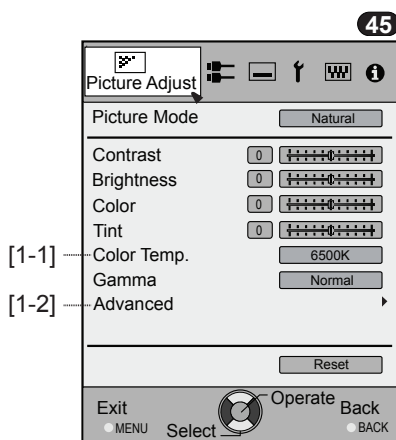 45
Picture Adjust
Picture Mode Natural
Contrast 0
Brightness 0
Color 0
Tint 0
[1-1] Color Temp. 6500K
Gamma Normal
[1-2] Advanced
Reset
Exit Operate Back
MENU Select BACK